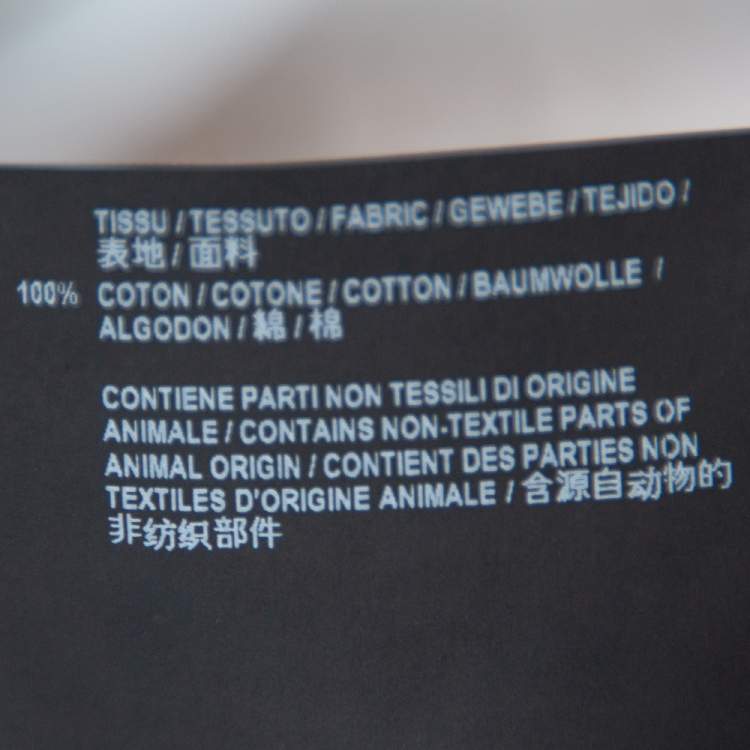 TISSU / TESSUTO / FABRIC / GEWEBE / TEJIDO /
表地 / 面料
100% COTON / COTONE / COTTON / BAUMWOLLE /
ALGODON / 綿 / 棉
CONTIENE PARTI NON TESSILI DI ORIGINE
ANIMALE / CONTAINS NON-TEXTILE PARTS OF
ANIMAL ORIGIN / CONTIENT DES PARTIES NON
TEXTILES D'ORIGINE ANIMALE / 含源自动物的
非纺织部件